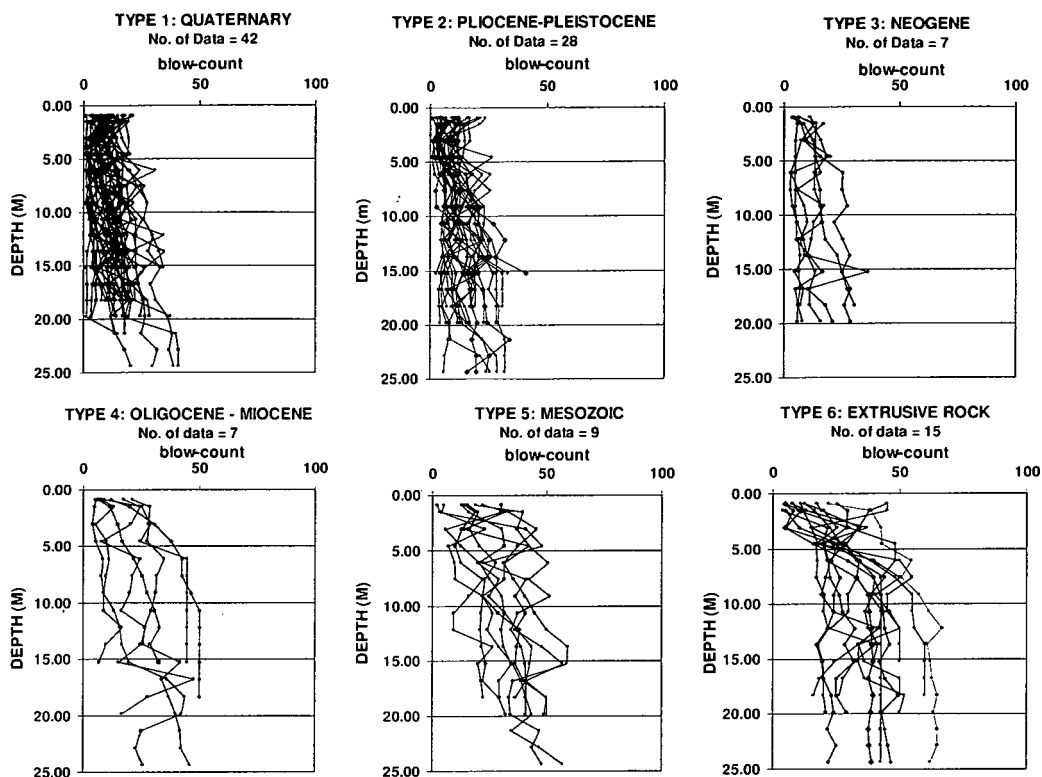 TYPE 1: QUATERNARY
No. of Data = 42
blow-count
0 50 100
0.00
5.00
10.00
15.00
20.00
25.00
DEPTH (M)
TYPE 2: PLIOCENE-PLEISTOCENE
No. of Data = 28
blow-count
0 50 100
0.00
5.00
10.00
15.00
20.00
25.00
DEPTH (m)
TYPE 3: NEOGENE
No. of Data = 7
blow-count
0 50 100
0.00
5.00
10.00
15.00
20.00
25.00
DEPTH (M)
TYPE 4: OLIGOCENE - MIOCENE
No. of data = 7
blow-count
0 50 100
0.00
5.00
10.00
15.00
20.00
25.00
DEPTH (M)
TYPE 5: MESOZOIC
No. of data = 9
blow-count
0 50 100
0.00
5.00
10.00
15.00
20.00
25.00
DEPTH (M)
TYPE 6: EXTRUSIVE ROCK
No. of data = 15
blow-count
0 50 100
0.00
5.00
10.00
15.00
20.00
25.00
DEPTH (M)